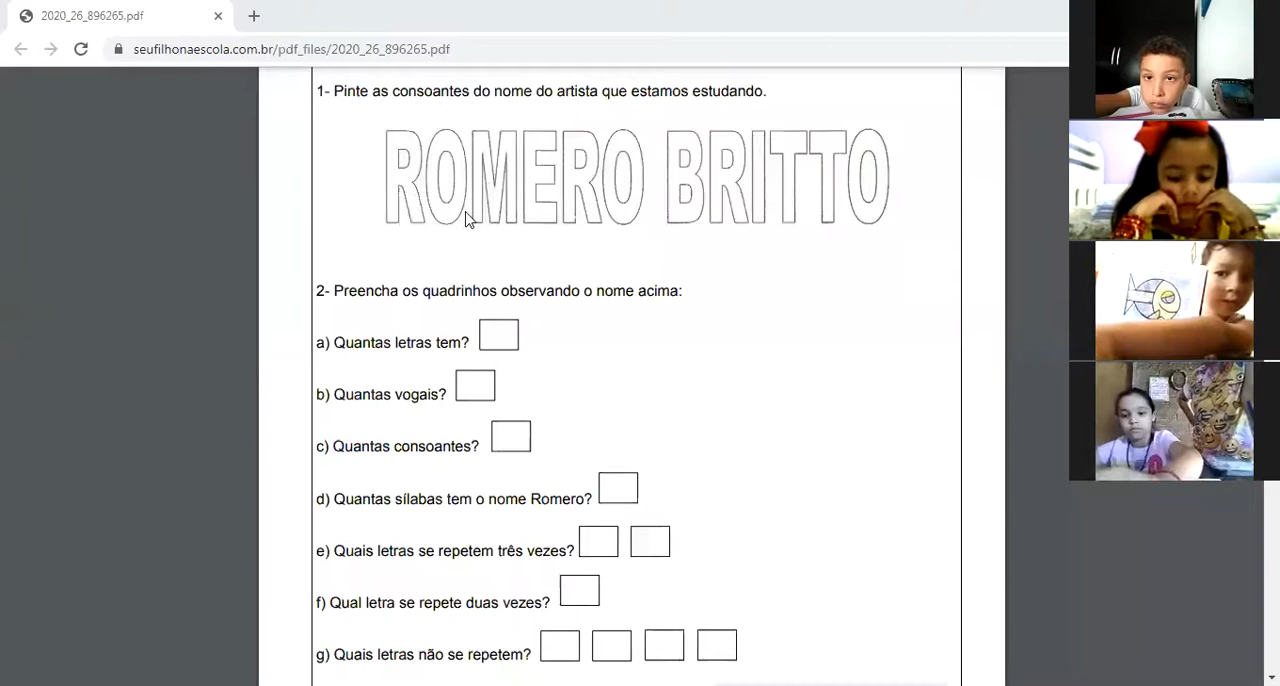 2020_26_896265.pdf
seufilhonaescola.com.br/pdf_files/2020_26_896265.pdf
1- Pinte as consoantes do nome do artista que estamos estudando.
ROMERO BRITTO
2- Preencha os quadrinhos observando o nome acima:
a) Quantas letras tem?
b) Quantas vogais?
c) Quantas consoantes?
d) Quantas sílabas tem o nome Romero?
e) Quais letras se repetem três vezes?
f) Qual letra se repete duas vezes?
g) Quais letras não se repetem?